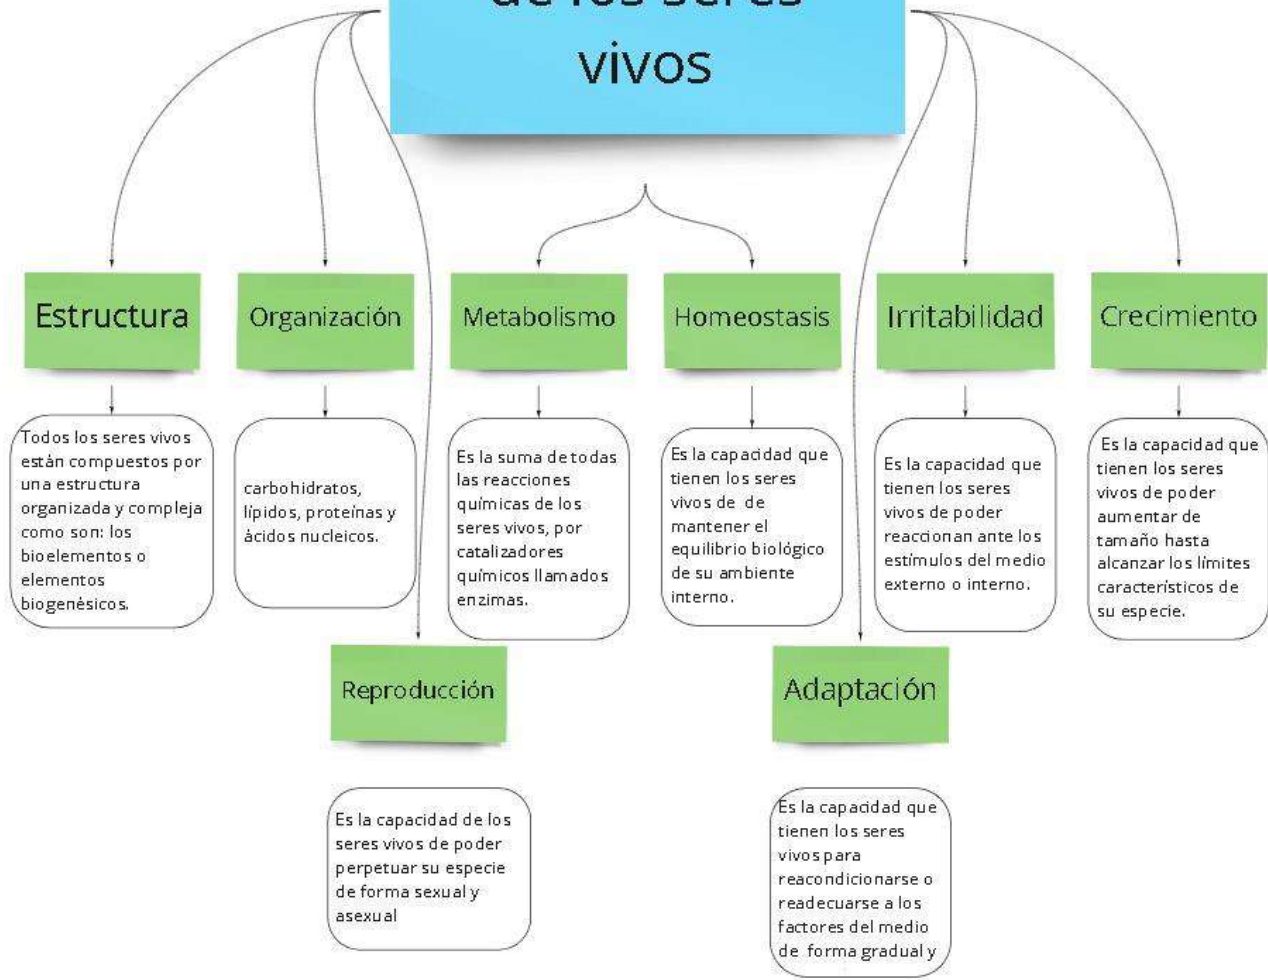 de los seres
vivos
Estructura
Organización
Metabolismo
Homeostasis
Irritabilidad
Crecimiento
Todos los seres vivos
están compuestos por
una estructura
organizada y compleja
como son: los
bioelementos o
elementos
biogenésicos.
carbohidratos,
lípidos, proteínas y
ácidos nucleicos.
Es la suma de todas
las reacciones
químicas de los
seres vivos, por
catalizadores
químicos llamados
enzimas.
Es la capacidad que
tienen los seres
vivos de de
mantener el
equilibrio biológico
de su ambiente
interno.
Es la capacidad que
tienen los seres
vivos de poder
reaccionan ante los
estímulos del medio
externo o interno.
Es la capacidad que
tienen los seres
vivos de poder
aumentar de
tamaño hasta
alcanzar los límites
característicos de
su especie.
Reproducción
Adaptación
Es la capacidad de los
seres vivos de poder
perpetuar su especie
de forma sexual y
asexual
Es la capacidad que
tienen los seres
vivos para
reacondicionarse o
readecuarse a los
factores del medio
de forma gradual y